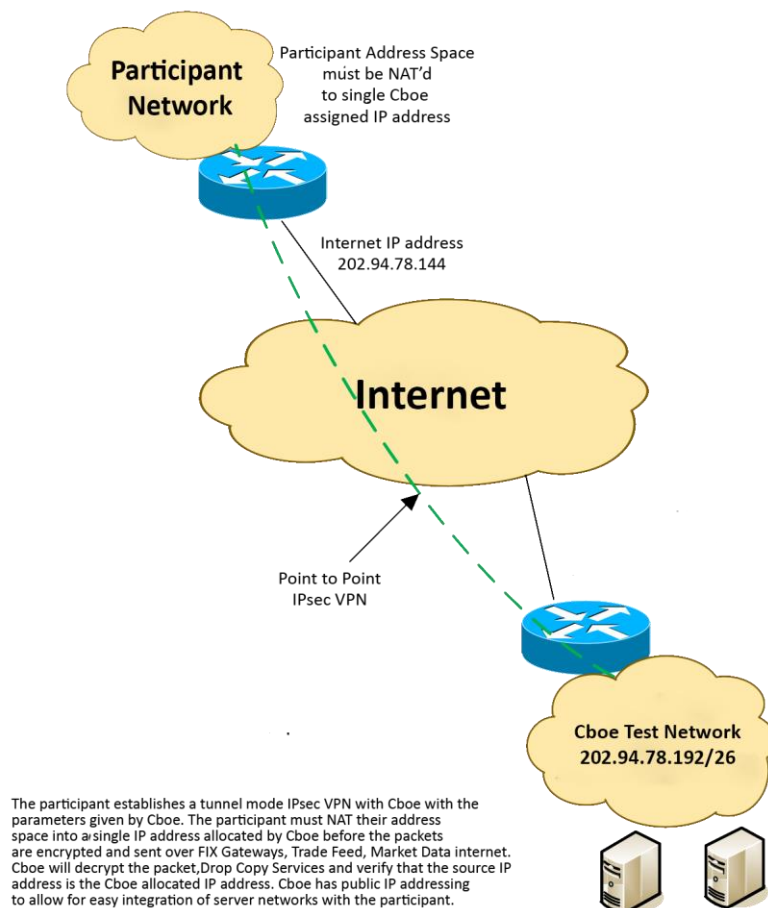 Participant
Network
Participant Address Space
must be NAT'd
to single Cboe
assigned IP address
Internet IP address
202.94.78.144
Internet
Point to Point
IPsec VPN
Cboe Test Network
202.94.78.192/26
The participant establishes a tunnel mode IPsec VPN with Cboe with the
parameters given by Cboe. The participant must NAT their address
space into a single IP address allocated by Cboe before the packets
are encrypted and sent over FIX Gateways, Trade Feed, Market Data internet.
Cboe will decrypt the packet,Drop Copy Services and verify that the source IP
address is the Cboe allocated IP address. Cboe has public IP addressing
to allow for easy integration of server networks with the participant.